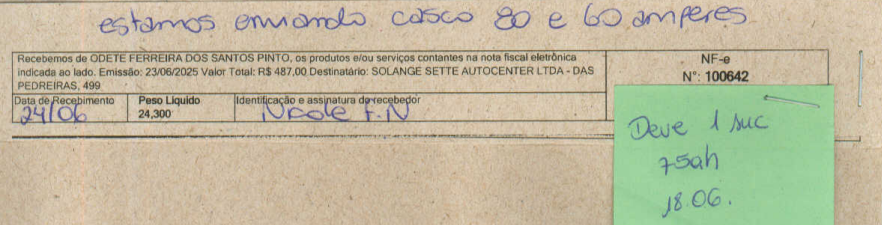 estamos enviando casco 80 e 60 amperes
Recebemos de ODETE FERREIRA DOS SANTOS PINTO, os produtos e/ou serviços contantes na nota fiscal eletrônica
indicada ao lado. Emissão: 23/06/2025 Valor Total: R$ 487,00 Destinatário: SOLANGE SETTE AUTOCENTER LTDA - DAS
PEDREIRAS, 499
NF-e
N°: 100642
Data de Recebimento
24/06
Peso Liquido
24,300
Identificação e assinatura do recebedor
F.N
Deve 1 suc
75ah
18.06.